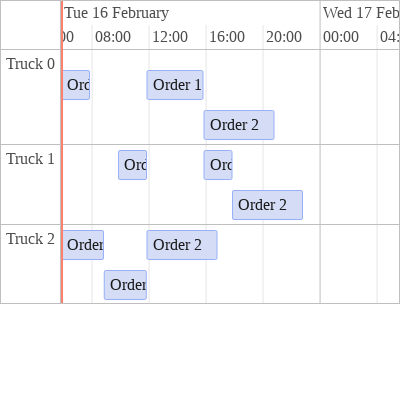 Tue 16 February Wed 17 Feb
00 08:00 12:00 16:00 20:00 00:00 04:
Truck 0
Ord Order 1
Order 2
Truck 1
Ord Ord
Order 2
Truck 2
Order Order 2
Order